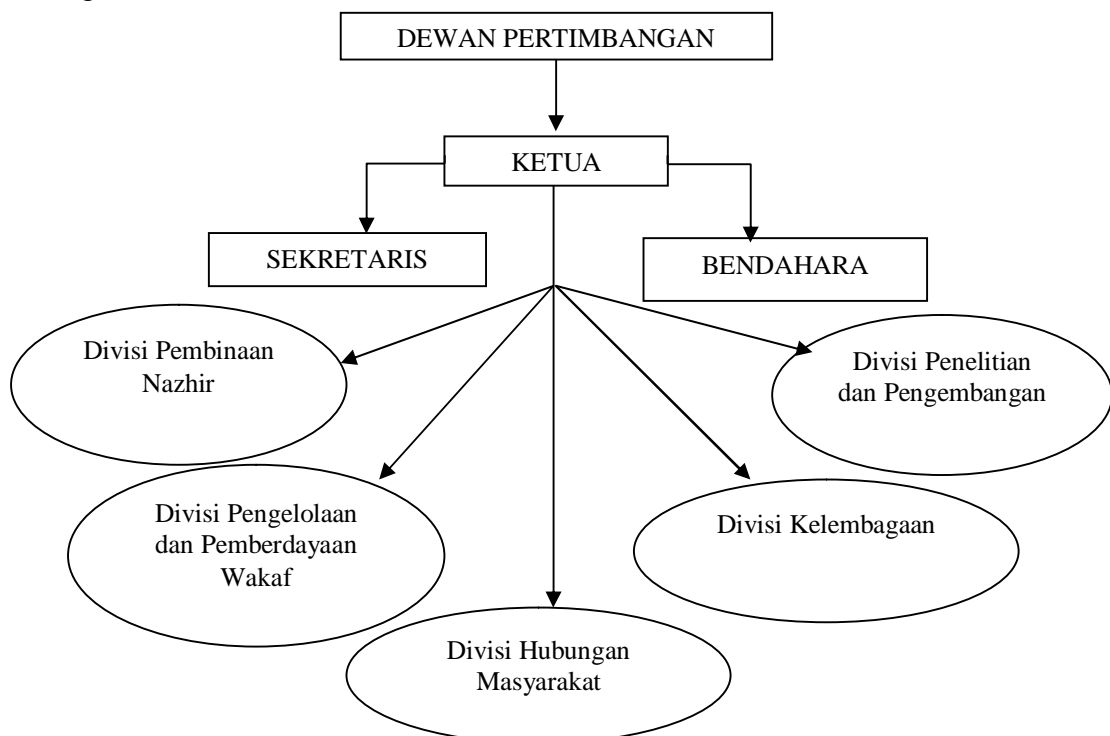 DEWAN PERTIMBANGAN
KETUA
SEKRETARIS
BENDAHARA
Divisi Pembinaan
Nazhir
Divisi Penelitian
dan Pengembangan
Divisi Pengelolaan
dan Pemberdayaan
Wakaf
Divisi Kelembagaan
Divisi Hubungan
Masyarakat